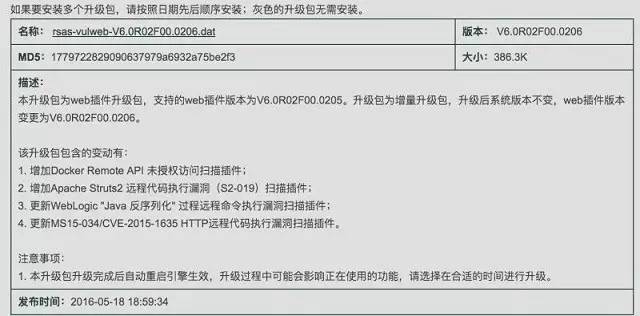 如果要安装多个升级包，请按照日期先后顺序安装；灰色的升级包无需安装。
名称： rsas-vulweb-V6.0R02F00.0206.dat 版本： V6.0R02F00.0206
MD5： 1779722829090637979a6932a75be2f3 大小： 386.3K
描述：
本升级包为web插件升级包，支持的web插件版本为V6.0R02F00.0205。升级包为增量升级包，升级后系统版本不变，web插件版本
变更为V6.0R02F00.0206。
该升级包包含的变动有：
1. 增加Docker Remote API 未授权访问扫描插件；
2. 增加Apache Struts2 远程代码执行漏洞（S2-019）扫描插件；
3. 更新WebLogic "Java 反序列化" 过程远程命令执行漏洞扫描插件；
4. 更新MS15-034/CVE-2015-1635 HTTP远程代码执行漏洞扫描插件。
注意事项：
1. 本升级包升级完成后自动重启引擎生效，升级过程中可能会影响正在使用的功能，请选择在合适的时间进行升级。
发布时间：2016-05-18 18:59:34